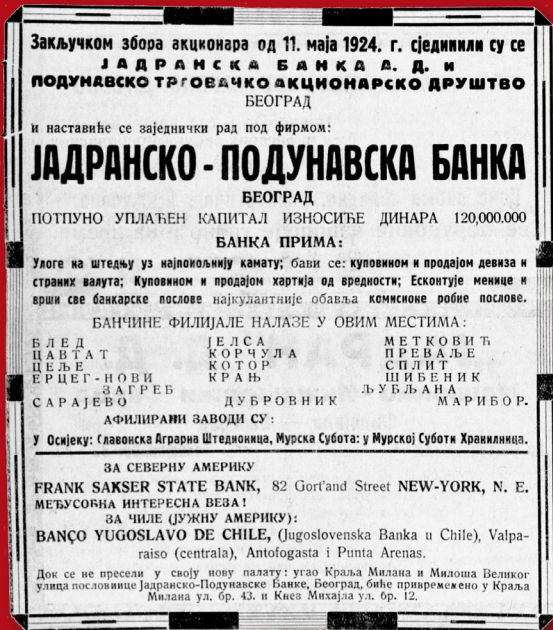 Закључком збора акционара од 11. маја 1924. г. сјединили су се
ЈАДРАНСКА БАНКА А. Д. и
ПОДУНАВСКО ТРГОВАЧКО АКЦИОНАРСКО ДРУШТВО
БЕОГРАД
и наставиће се заједнички рад под фирмом:
ЈАДРАНСКО - ПОДУНАВСКА БАНКА
БЕОГРАД
ПОТПУНО УПЛАЋЕН КАПИТАЛ ИЗНОСИЋЕ ДИНАРА 120,000.000
БАНКА ПРИМА:
Улоге на штедњу уз најпокољнију камату; бави се: куповином и продајом девиза и
страних валута; Куповином и продајом хартија од вредности; Есконтује менице и
врши све банкарске послове најкулантније обавља комисионе робне послове.
БАНЧИНЕ ФИЛИЈАЛЕ НАЛАЗЕ У ОВИМ МЕСТИМА:
БЛЕД ЈЕЛСА МЕТКОВИЋ
ЦАВТАТ КОРЧУЛА ПРЕВАЉЕ
ЦЕЉЕ КОТОР СПЛИТ
ЕРЦЕГ-НОВИ КРАЊ ШИБЕНИК
ЗАГРЕБ ЉУБЉАНА
САРАЈЕВО ДУБРОВНИК МАРИБОР.
АФИЛИРАНИ ЗАВОДИ СУ:
У Осијеку: Славонска Аграрна Штедионица, Мурска Субота: у Мурској Суботи Хранилница.
ЗА СЕВЕРНУ АМЕРИКУ
FRANK SAKSER STATE BANK, 82 Gort'and Street NEW-YORK, N. E.
МЕЂУСОБНА ИНТЕРЕСНА ВЕЗА!
ЗА ЧИЛЕ (ЈУЖНУ АМЕРИКУ):
BANÇO YUGOSLAVO DE CHILE, (Jugoslovenska Banka u Chile), Valpa-
raiso (centrala), Antofogasta i Punta Arenas.
Док се не пресели у своју нову палату: угао Краља Милана и Милоша Великог
улица пословнице Јадранско-Подунавске Банке, Београд, биће привремено у Краља
Милана ул. бр. 43. и Кнез Михајла ул. бр. 12.